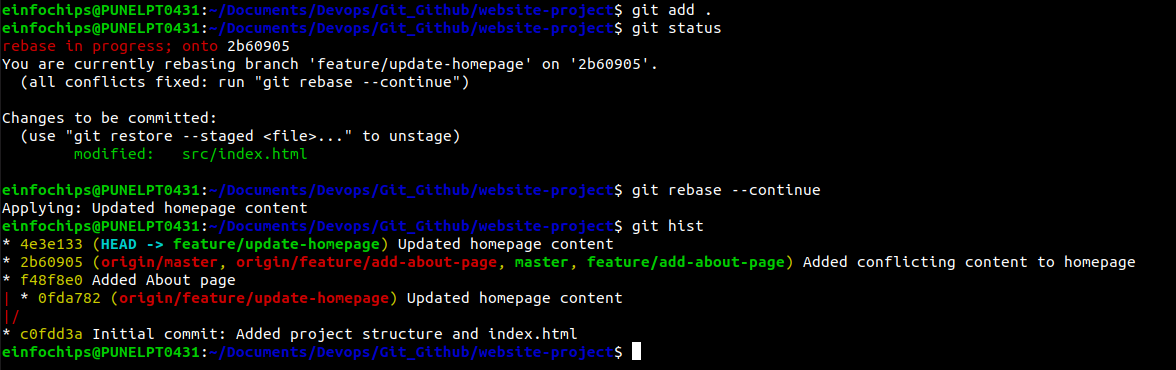 einfochips@PUNELPT0431:~/Documents/Devops/Git_Github/website-project$ git add .
einfochips@PUNELPT0431:~/Documents/Devops/Git_Github/website-project$ git status
rebase in progress; onto 2b60905
You are currently rebasing branch 'feature/update-homepage' on '2b60905'.
  (all conflicts fixed: run "git rebase --continue")

Changes to be committed:
  (use "git restore --staged <file>..." to unstage)
        modified:   src/index.html

einfochips@PUNELPT0431:~/Documents/Devops/Git_Github/website-project$ git rebase --continue
Applying: Updated homepage content
einfochips@PUNELPT0431:~/Documents/Devops/Git_Github/website-project$ git hist
* 4e3e133 (HEAD -> feature/update-homepage) Updated homepage content
* 2b60905 (origin/master, origin/feature/add-about-page, master, feature/add-about-page) Added conflicting content to homepage
* f48f8e0 Added About page
| * 0fda782 (origin/feature/update-homepage) Updated homepage content
|/
* c0fdd3a Initial commit: Added project structure and index.html
einfochips@PUNELPT0431:~/Documents/Devops/Git_Github/website-project$